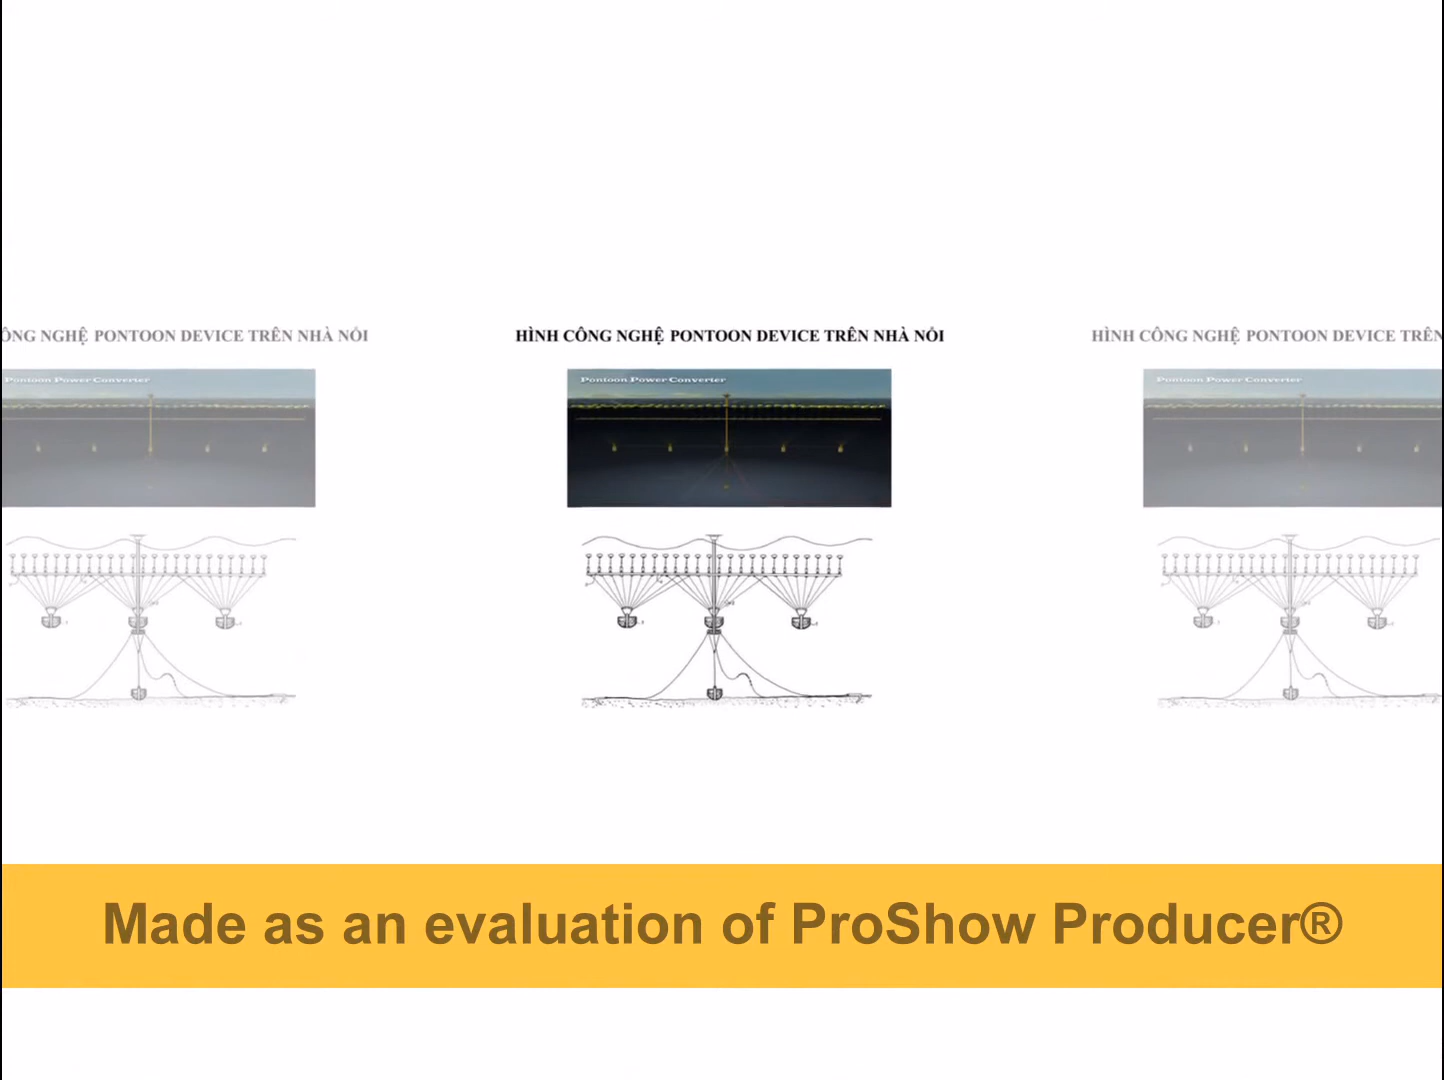 ÔNG NGHỆ PONTOON DEVICE TRÊN NHÀ NỔI
HÌNH CÔNG NGHỆ PONTOON DEVICE TRÊN NHÀ NỔI
HÌNH CÔNG NGHỆ PONTOON DEVICE TRÊN
Pontoon Power Converter
Pontoon Power Converter
Pontoon Power Converter
Made as an evaluation of ProShow Producer®